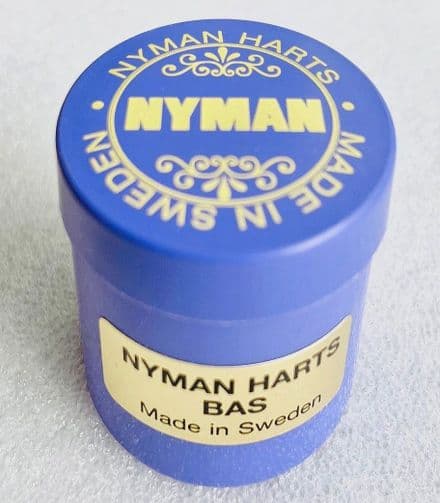 NYMAN HARTS
NYMAN
MADE IN SWEDEN
NYMAN HARTS
BAS
Made in Sweden